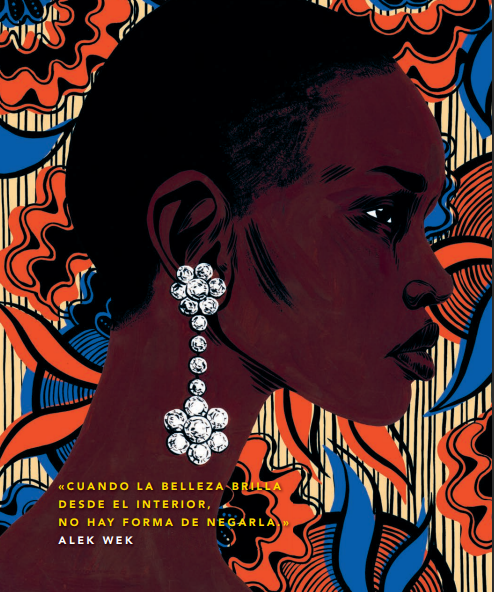 «CUANDO LA BELLEZA BRILLA
DESDE EL INTERIOR,
NO HAY FORMA DE NEGARLA.»
ALEK WEK